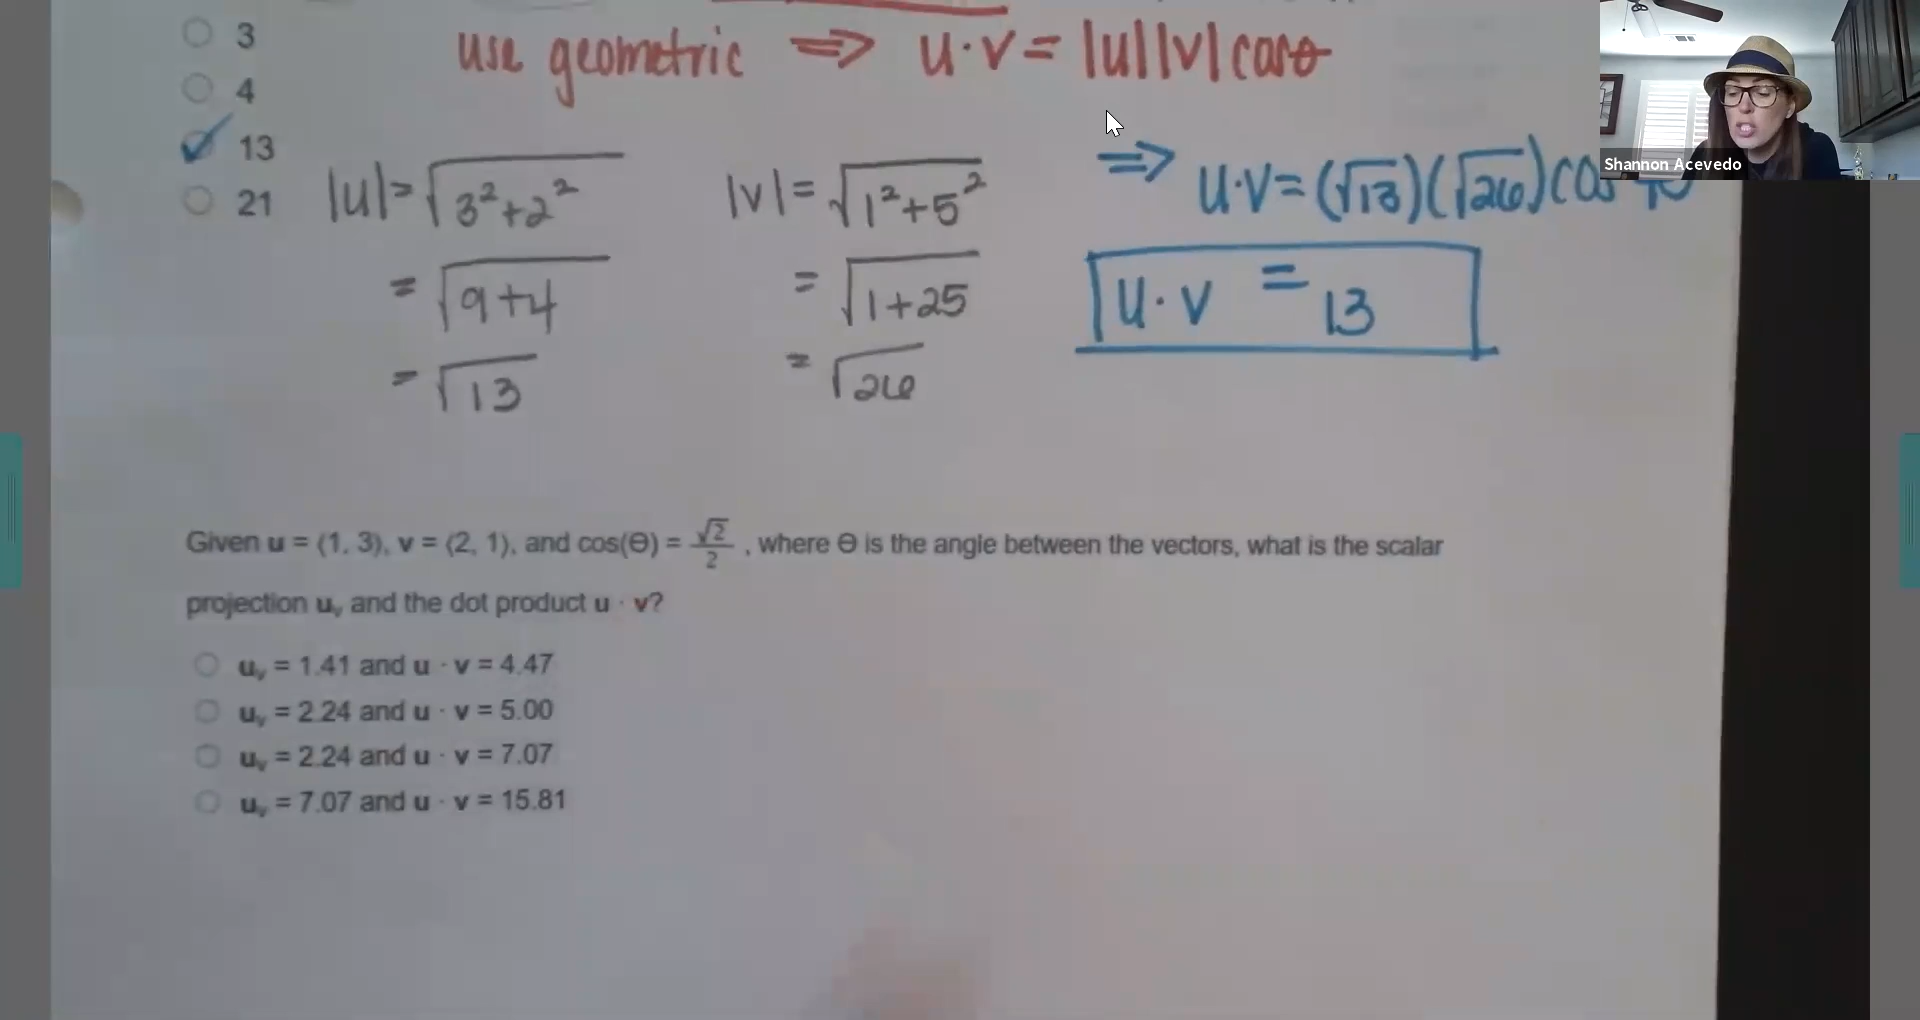 3
use geometric ⇒ u·v = |u||v|cosθ
4
13
21
|u| = √3²+2²
|v| = √1²+5²
⇒ u·v = (√13)(√26)cos
Shannon Acevedo
= √9+4
= √1+25
u·v = 13
= √13
= √26
Given u = ⟨1, 3⟩, v = ⟨2, 1⟩, and cos(Θ) = √2/2, where Θ is the angle between the vectors, what is the scalar
projection uᵥ and the dot product u · v?
uᵥ = 1.41 and u · v = 4.47
uᵥ = 2.24 and u · v = 5.00
uᵥ = 2.24 and u · v = 7.07
uᵥ = 7.07 and u · v = 15.81